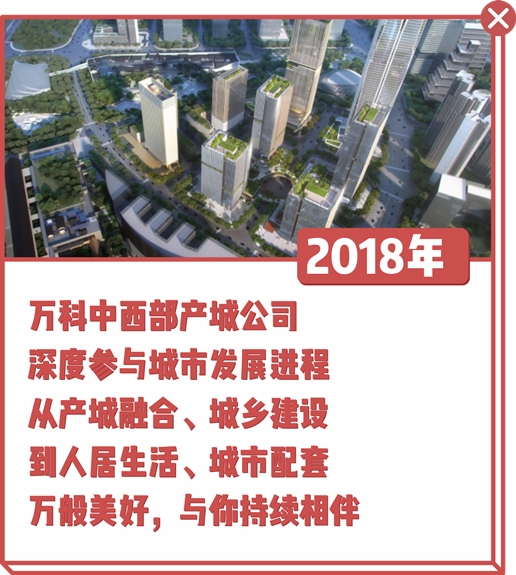 2018年
万科中西部产城公司
深度参与城市发展进程
从产城融合、城乡建设
到人居生活、城市配套
万般美好，与你持续相伴